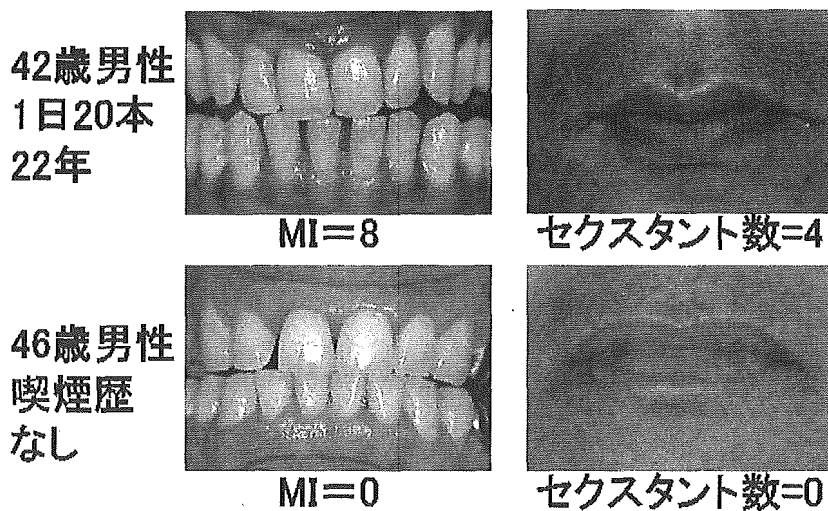 42歳男性
1日20本
22年
MI=8
セクスタント数=4
46歳男性
喫煙歴
なし
MI=0
セクスタント数=0